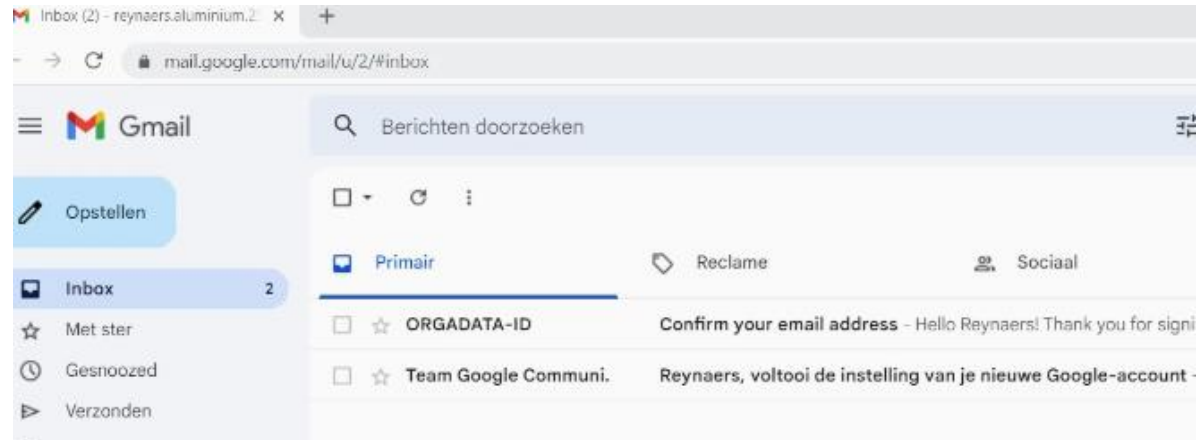 Inbox (2) - reynaers.aluminium.2
mail.google.com/mail/u/2/#inbox
Gmail
Berichten doorzoeken
Opstellen
Primair Reclame Sociaal
Inbox 2
ORGADATA-ID Confirm your email address - Hello Reynaers! Thank you for signi
Met ster
Gesnoozed
Team Google Communi. Reynaers, voltooi de instelling van je nieuwe Google-account -
Verzonden